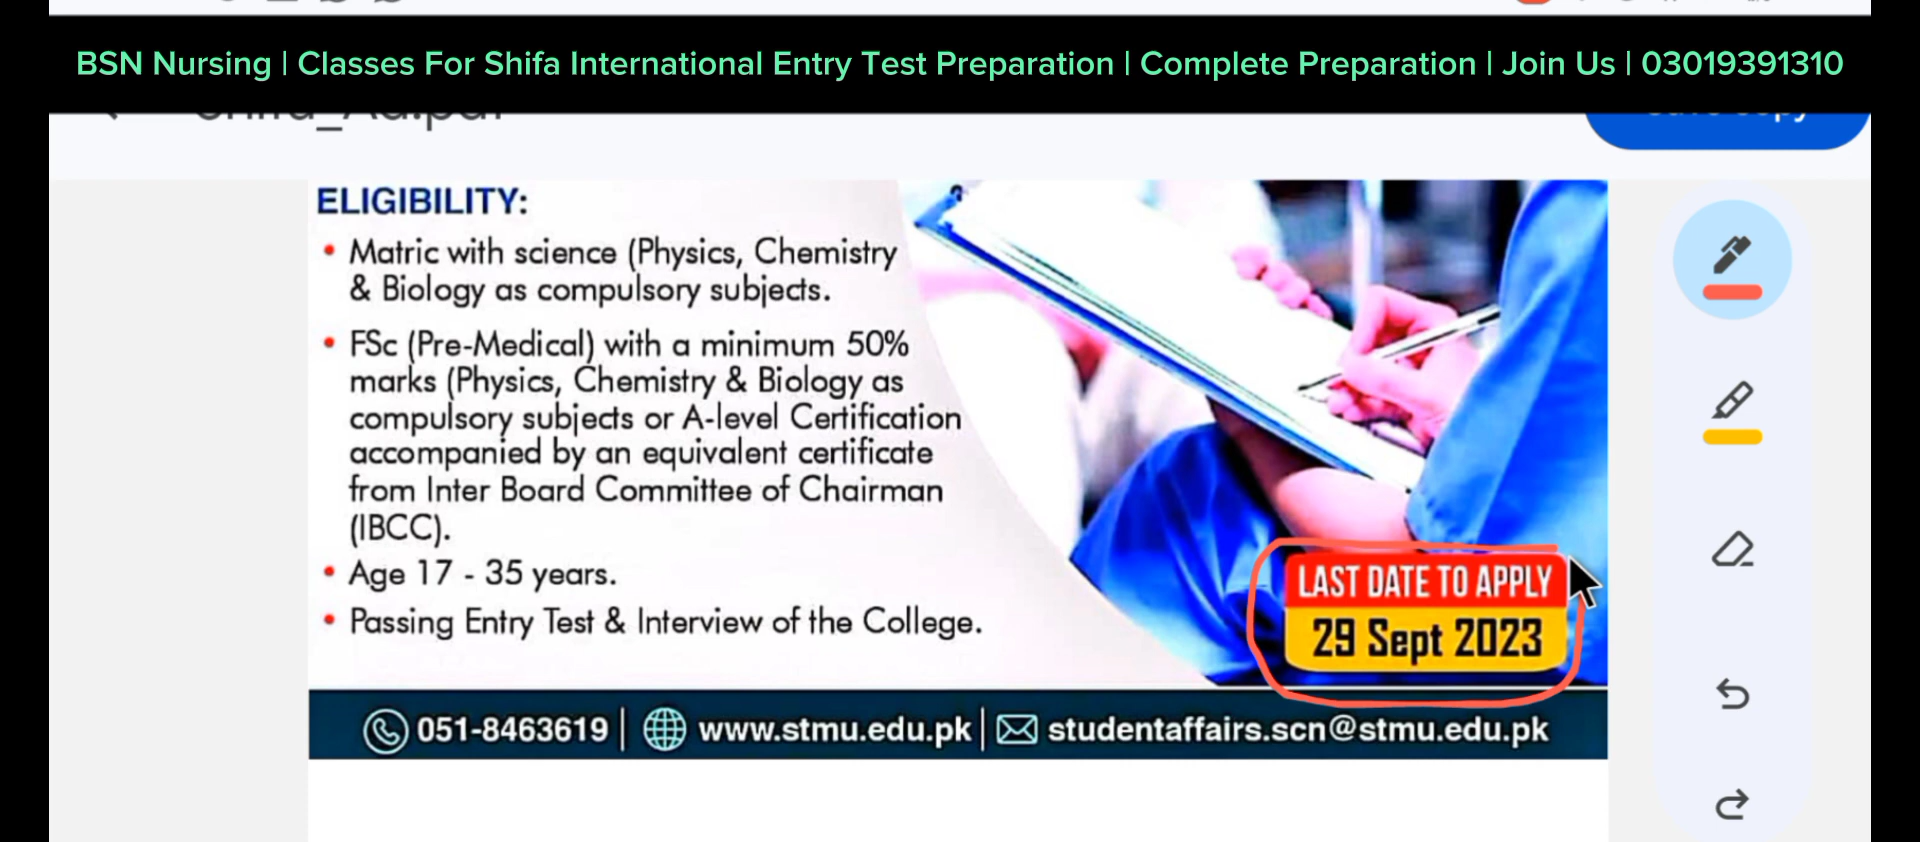 BSN Nursing | Classes For Shifa International Entry Test Preparation | Complete Preparation | Join Us | 03019391310
ELIGIBILITY:
• Matric with science (Physics, Chemistry
& Biology as compulsory subjects.
• FSc (Pre-Medical) with a minimum 50%
marks (Physics, Chemistry & Biology as
compulsory subjects or A-level Certification
accompanied by an equivalent certificate
from Inter Board Committee of Chairman
(IBCC).
• Age 17 - 35 years.
• Passing Entry Test & Interview of the College.
LAST DATE TO APPLY
29 Sept 2023
051-8463619 | www.stmu.edu.pk | studentaffairs.scn@stmu.edu.pk